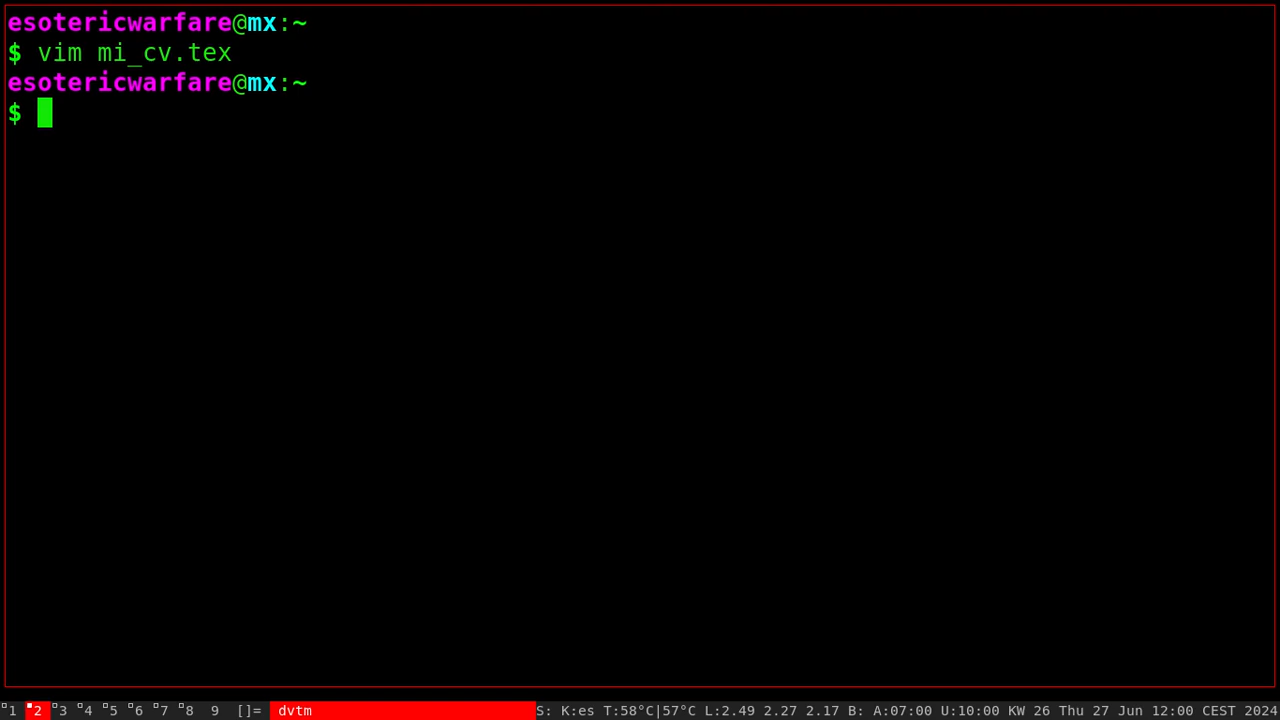 esotericwarfare@mx:~
$ vim mi_cv.tex
esotericwarfare@mx:~
$
1 2 3 4 5 6 7 8 9 []= dvtm S: K:es T:58°C|57°C L:2.49 2.27 2.17 B: A:07:00 U:10:00 KW 26 Thu 27 Jun 12:00 CEST 2024